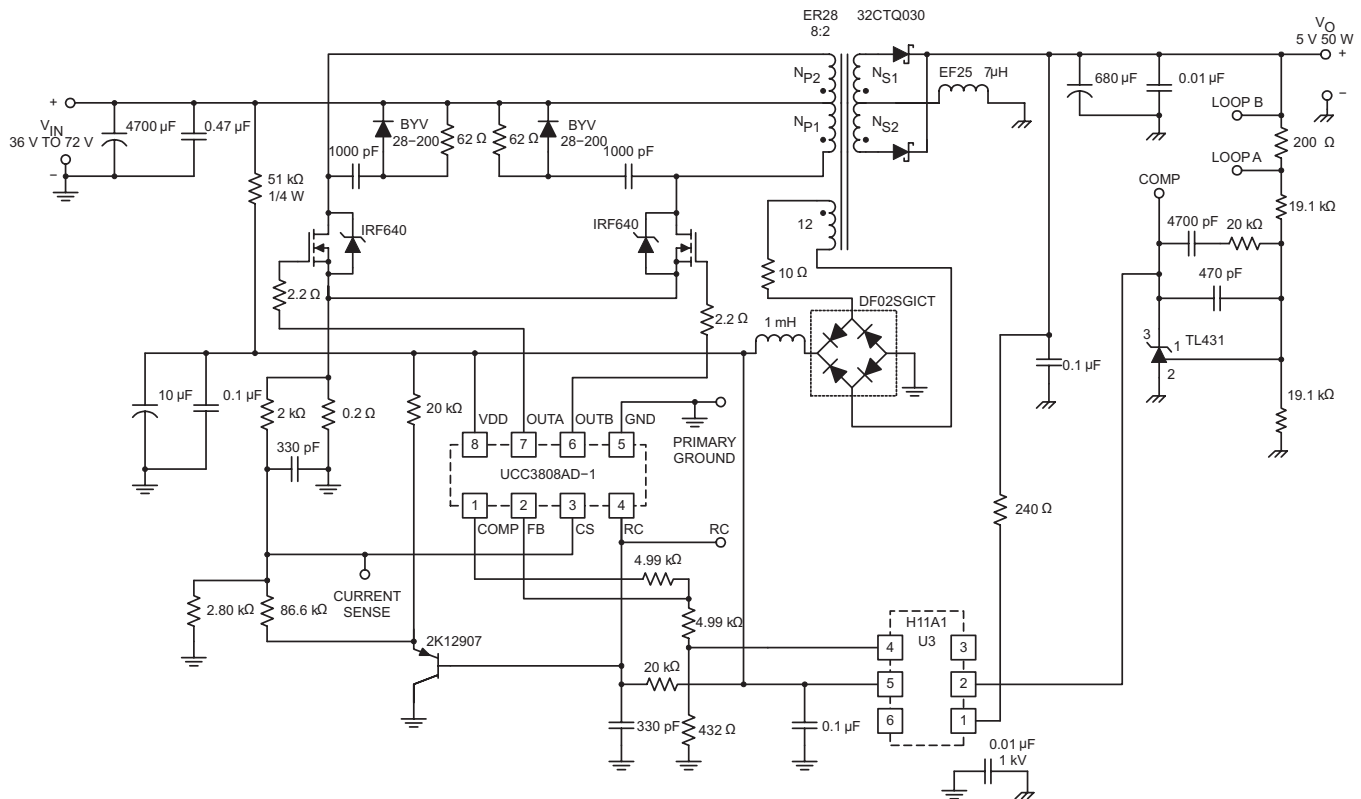 ER28 32CTQ030
8:2
VO
5 V 50 W
+
−
NP2
NS1
EF25 7µH
680 µF
0.01 µF
LOOP B
200 Ω
LOOP A
+
VIN
36 V TO 72 V
−
4700 µF
0.47µF
BYV
28−200
62 Ω
62 Ω
BYV
28−200
NP1
NS2
1000 pF
1000 pF
51 kΩ
1/4 W
COMP
19.1 kΩ
4700 pF
20 kΩ
IRF640
IRF640
12
470 pF
10 Ω
2.2 Ω
2.2 Ω
DF02SGICT
1 mH
3
1
TL431
2
0.1 µF
10 µF
0.1 µF
2 kΩ
0.2 Ω
20 kΩ
19.1 kΩ
330 pF
VDD
OUTA
OUTB
GND
8
7
6
5
PRIMARY
GROUND
UCC3808AD−1
1
2
3
4
COMP
FB
CS
RC
RC
240 Ω
4.99 kΩ
CURRENT
SENSE
2.80 kΩ
86.6 kΩ
4.99 kΩ
H11A1
U3
2K12907
4
3
20 kΩ
5
2
6
1
330 pF
432 Ω
0.1 µF
0.01 µF
1 kV